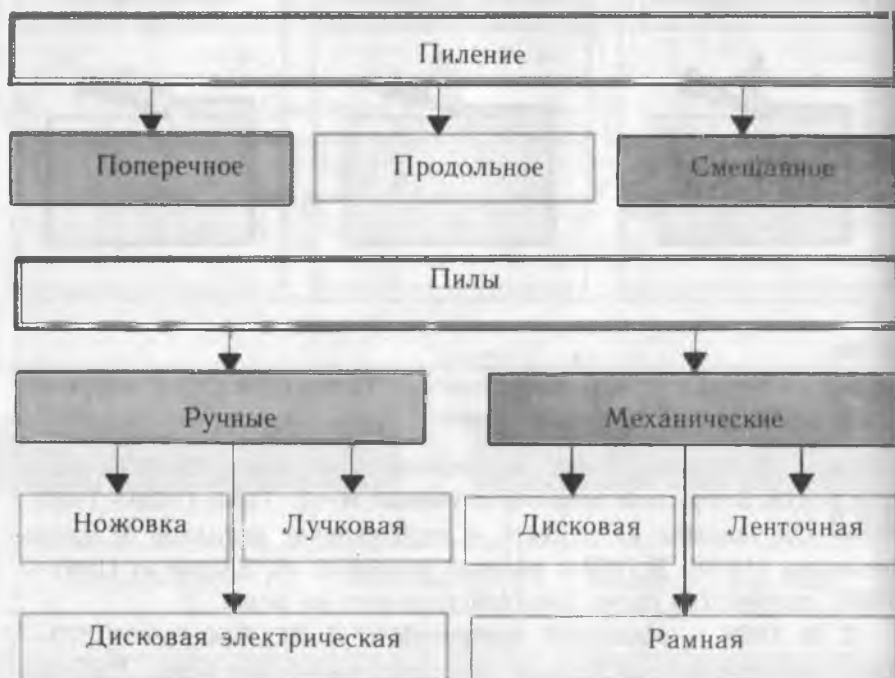 Пиление
Поперечное Продольное Смешанное
Пилы
Ручные Механические
Ножовка Лучковая Дисковая Ленточная
Дисковая электрическая Рамная